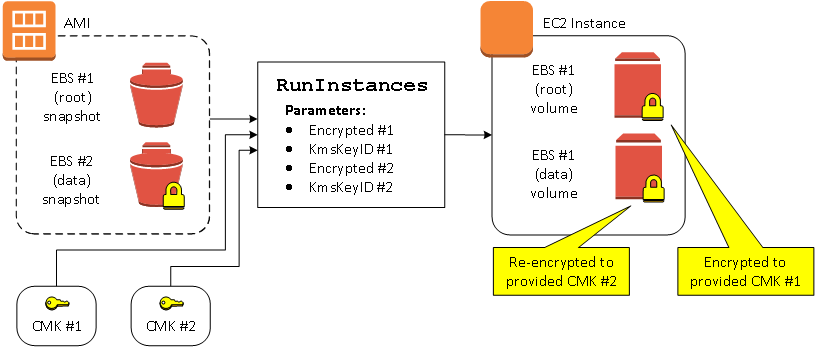 AMI
EBS #1
(root)
snapshot
EBS #2
(data)
snapshot
RunInstances
Parameters:
● Encrypted #1
● KmsKeyID #1
● Encrypted #2
● KmsKeyID #2
EC2 Instance
EBS #1
(root)
volume
EBS #1
(data)
volume
Re-encrypted to
provided CMK #2
Encrypted to
provided CMK #1
CMK #1
CMK #2